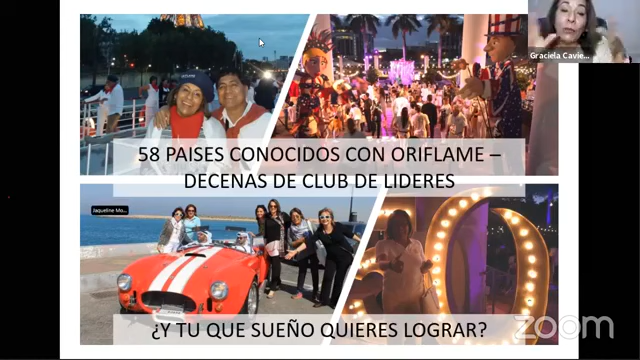 Graciela Cavie...
58 PAISES CONOCIDOS CON ORIFLAME –
DECENAS DE CLUB DE LIDERES
Jaqueline Mo...
¿Y TU QUE SUEÑO QUIERES LOGRAR?
zoom